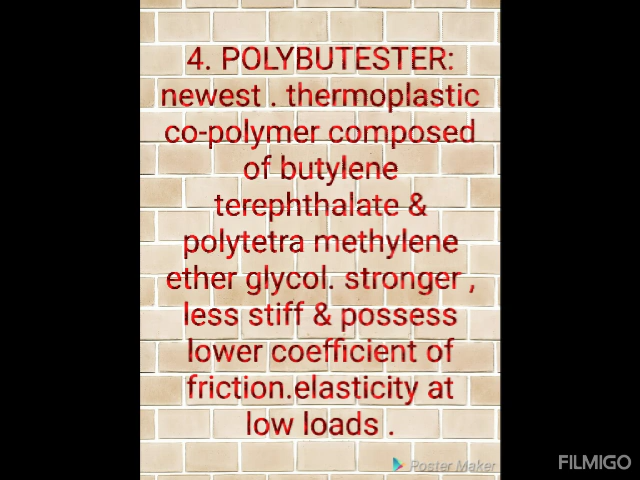 4. POLYBUTESTER:
newest . thermoplastic
co-polymer composed
of butylene
terephthalate &
polytetra methylene
ether glycol. stronger ,
less stiff & possess
lower coefficient of
friction.elasticity at
low loads .
Poster Maker
FILMIGO